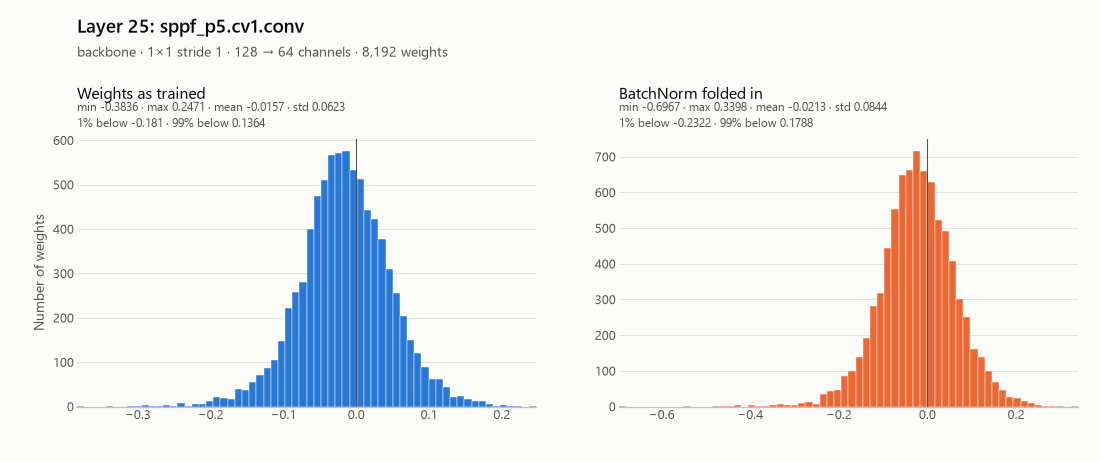 Layer 25: sppf_p5.cv1.conv
backbone · 1×1 stride 1 · 128 → 64 channels · 8,192 weights
Weights as trained
min -0.3836 · max 0.2471 · mean -0.0157 · std 0.0623
1% below -0.181 · 99% below 0.1364
600
500
400
300
200
100
0
Number of weights
−0.3
−0.2
−0.1
0.0
0.1
0.2
BatchNorm folded in
min -0.6967 · max 0.3398 · mean -0.0213 · std 0.0844
1% below -0.2322 · 99% below 0.1788
700
600
500
400
300
200
100
0
−0.6
−0.4
−0.2
0.0
0.2